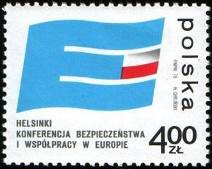 polska
HELSINKI
KONFERENCJA BEZPIECZEŃSTWA
I WSPÓŁPRACY W EUROPIE
4.00
ZŁ